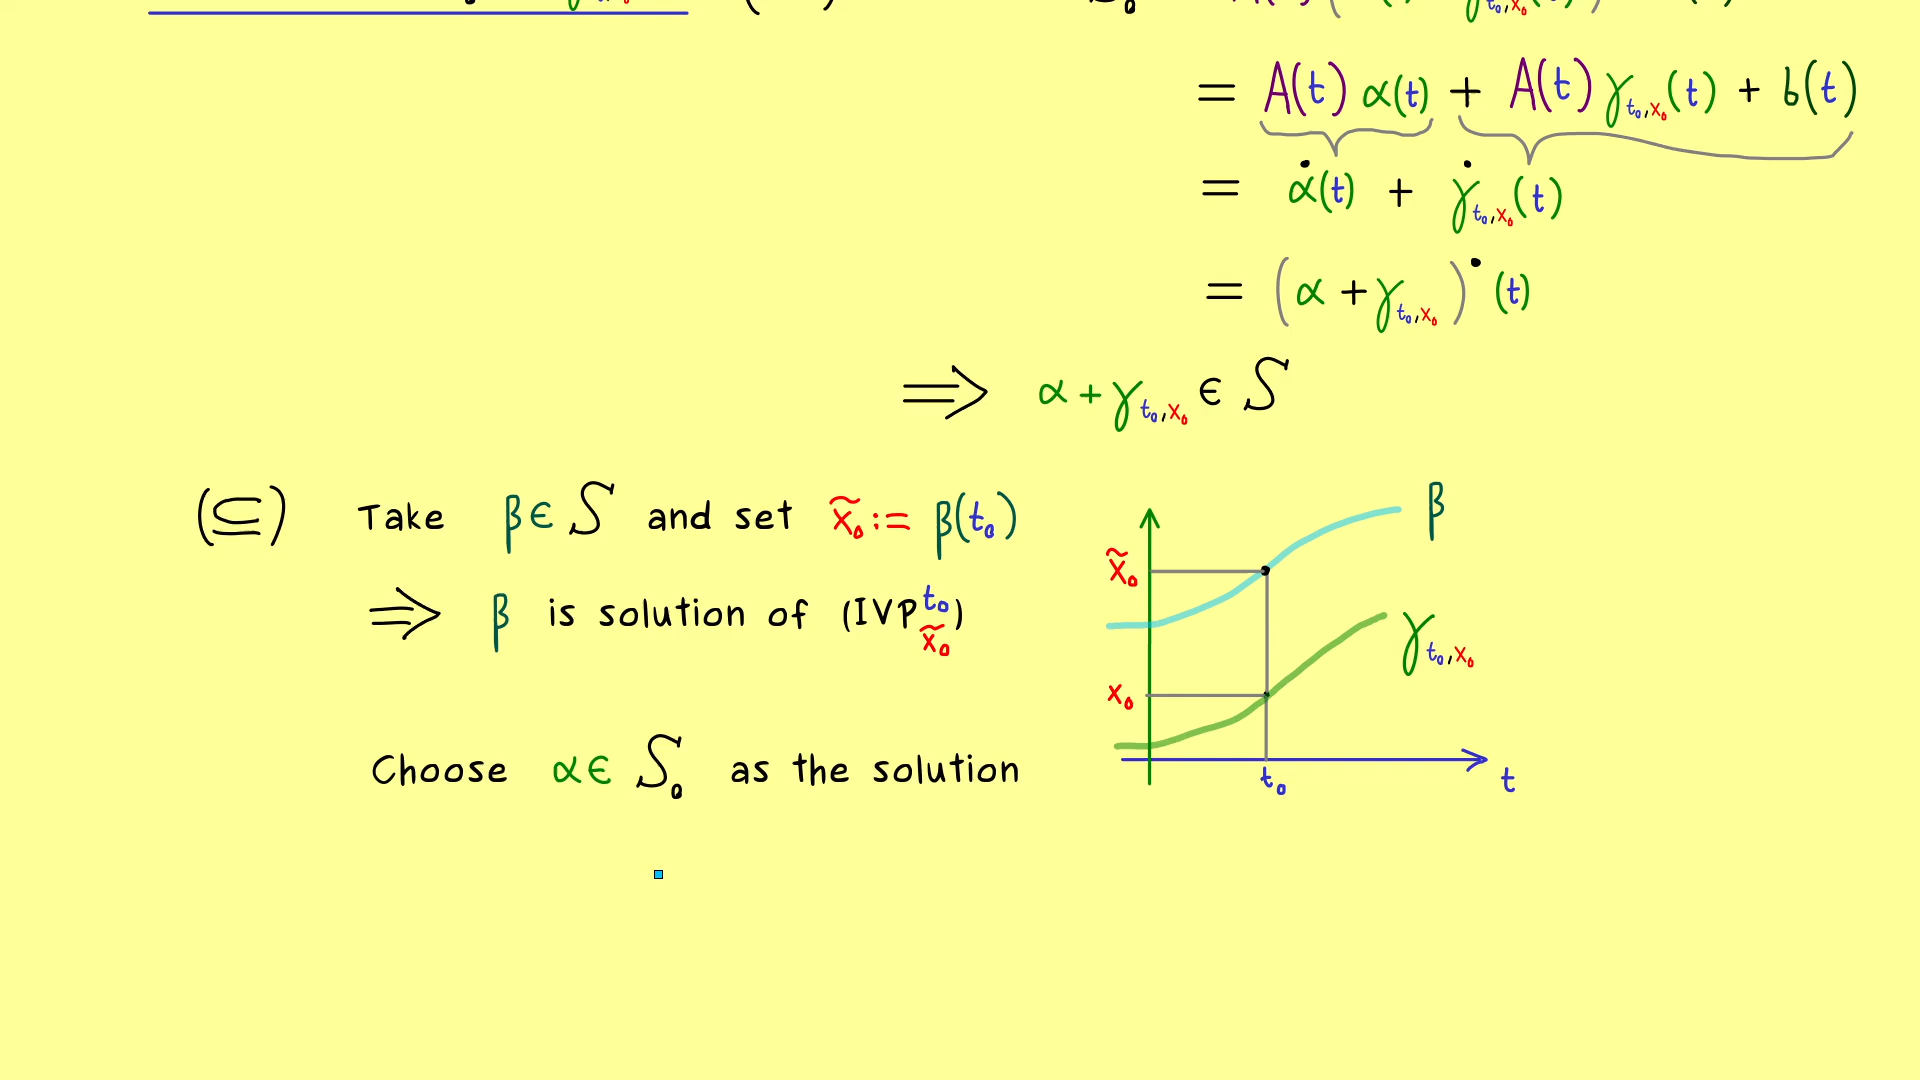 = A(t) α(t) + A(t) γ_{t₀,x₀}(t) + b(t)
= α̇(t) + γ̇_{t₀,x₀}(t)
= (α + γ_{t₀,x₀})˙(t)
⟹ α + γ_{t₀,x₀} ∈ S
(⊆) Take β ∈ S and set x̃₀ := β(t₀)
⟹ β is solution of (IVP^{t₀}_{x̃₀})
Choose α ∈ S₀ as the solution
β
x̃₀
γ_{t₀,x₀}
x₀
t₀
t